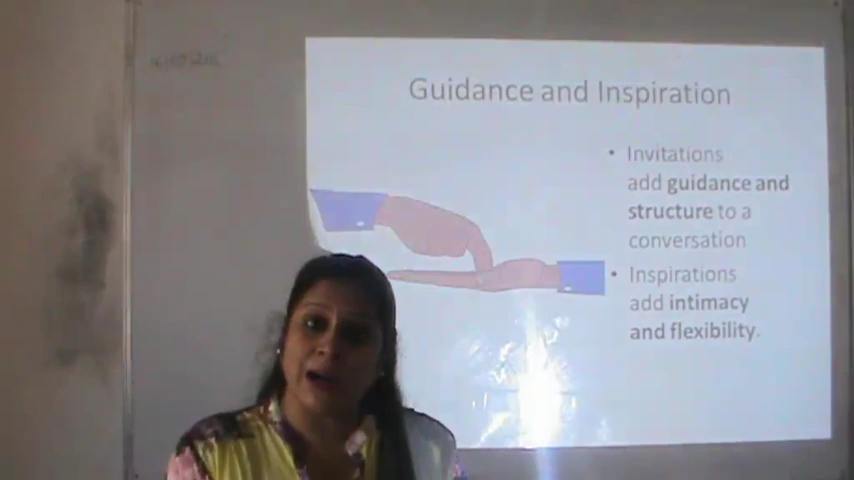 Guidance and Inspiration
• Invitations
add guidance and
structure to a
conversation
• Inspirations
add intimacy
and flexibility.